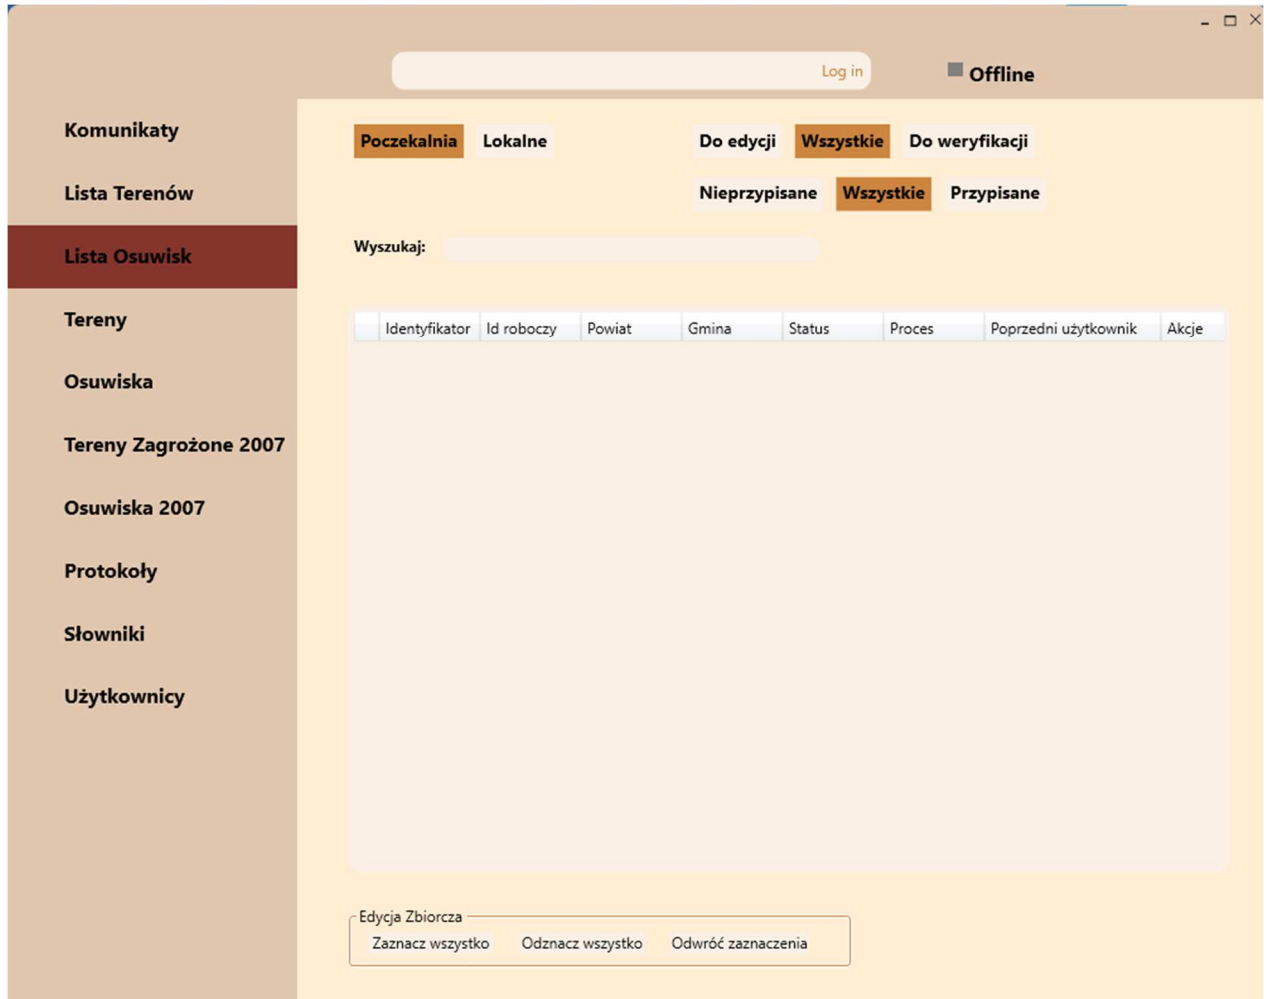 Log in
Offline
Komunikaty
Lista Terenów
Lista Osuwisk
Tereny
Osuwiska
Tereny Zagrożone 2007
Osuwiska 2007
Protokoły
Słowniki
Użytkownicy
Poczekalnia Lokalne Do edycji Wszystkie Do weryfikacji
Nieprzypisane Wszystkie Przypisane
Wyszukaj:
Identyfikator Id roboczy Powiat Gmina Status Proces Poprzedni użytkownik Akcje
Edycja Zbiorcza
Zaznacz wszystko Odznacz wszystko Odwróć zaznaczenia